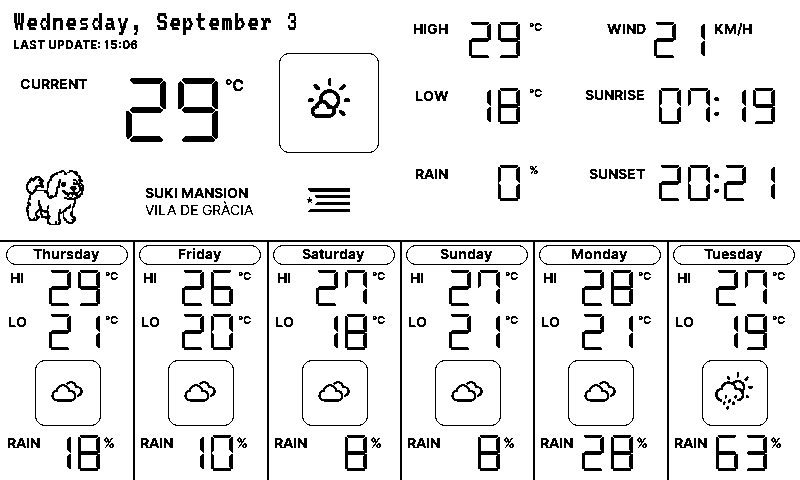 Wednesday, September 3
LAST UPDATE: 15:06
CURRENT 29 °C
HIGH 29 °C
LOW 18 °C
RAIN 0 %
WIND 21 KM/H
SUNRISE 07:19
SUNSET 20:21
SUKI MANSION
VILA DE GRÀCIA
Thursday
HI 29 °C
LO 21 °C
RAIN 18 %
Friday
HI 26 °C
LO 20 °C
RAIN 10 %
Saturday
HI 27 °C
LO 18 °C
RAIN 8 %
Sunday
HI 27 °C
LO 21 °C
RAIN 8 %
Monday
HI 28 °C
LO 21 °C
RAIN 28 %
Tuesday
HI 27 °C
LO 19 °C
RAIN 63 %